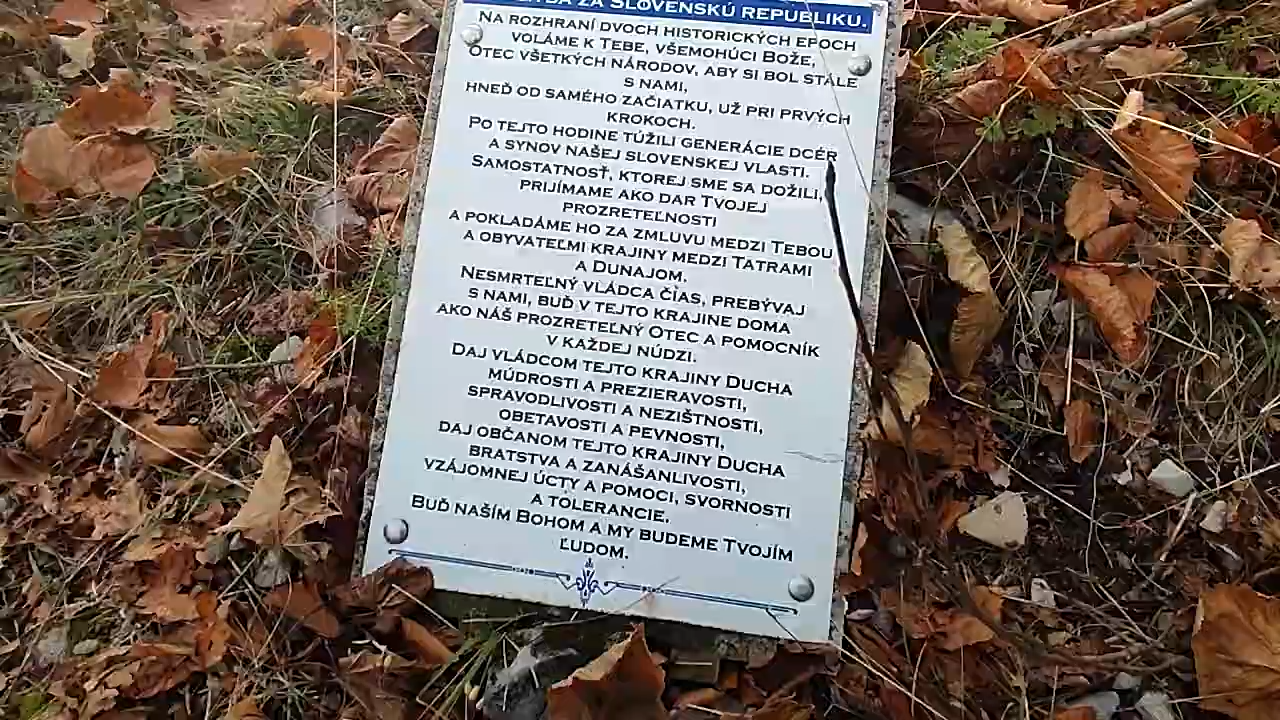 ZA SLOVENSKÚ REPUBLIKU.
NA ROZHRANÍ DVOCH HISTORICKÝCH EPOCH
VOLÁME K TEBE, VŠEMOHÚCI BOŽE,
OTEC VŠETKÝCH NÁRODOV, ABY SI BOL STÁLE
S NAMI,
HNEĎ OD SAMÉHO ZAČIATKU, UŽ PRI PRVÝCH
KROKOCH.
PO TEJTO HODINE TÚŽILI GENERÁCIE DCÉR
A SYNOV NAŠEJ SLOVENSKEJ VLASTI.
SAMOSTATNOSŤ, KTOREJ SME SA DOŽILI,
PRIJÍMAME AKO DAR TVOJEJ
PROZRETEĽNOSTI
A POKLADÁME HO ZA ZMLUVU MEDZI TEBOU
A OBYVATEĽMI KRAJINY MEDZI TATRAMI
A DUNAJOM.
NESMRTEĽNÝ VLÁDCA ČIAS, PREBÝVAJ
S NAMI, BUĎ V TEJTO KRAJINE DOMA
AKO NÁŠ PROZRETEĽNÝ OTEC A POMOCNÍK
V KAŽDEJ NÚDZI.
DAJ VLÁDCOM TEJTO KRAJINY DUCHA
MÚDROSTI A PREZIERAVOSTI,
SPRAVODLIVOSTI A NEZIŠTNOSTI,
OBETAVOSTI A PEVNOSTI,
DAJ OBČANOM TEJTO KRAJINY DUCHA
BRATSTVA A ZANÁŠANLIVOSTI,
VZÁJOMNEJ ÚCTY A POMOCI, SVORNOSTI
A TOLERANCIE.
BUĎ NAŠÍM BOHOM A MY BUDEME TVOJÍM
ĽUDOM.